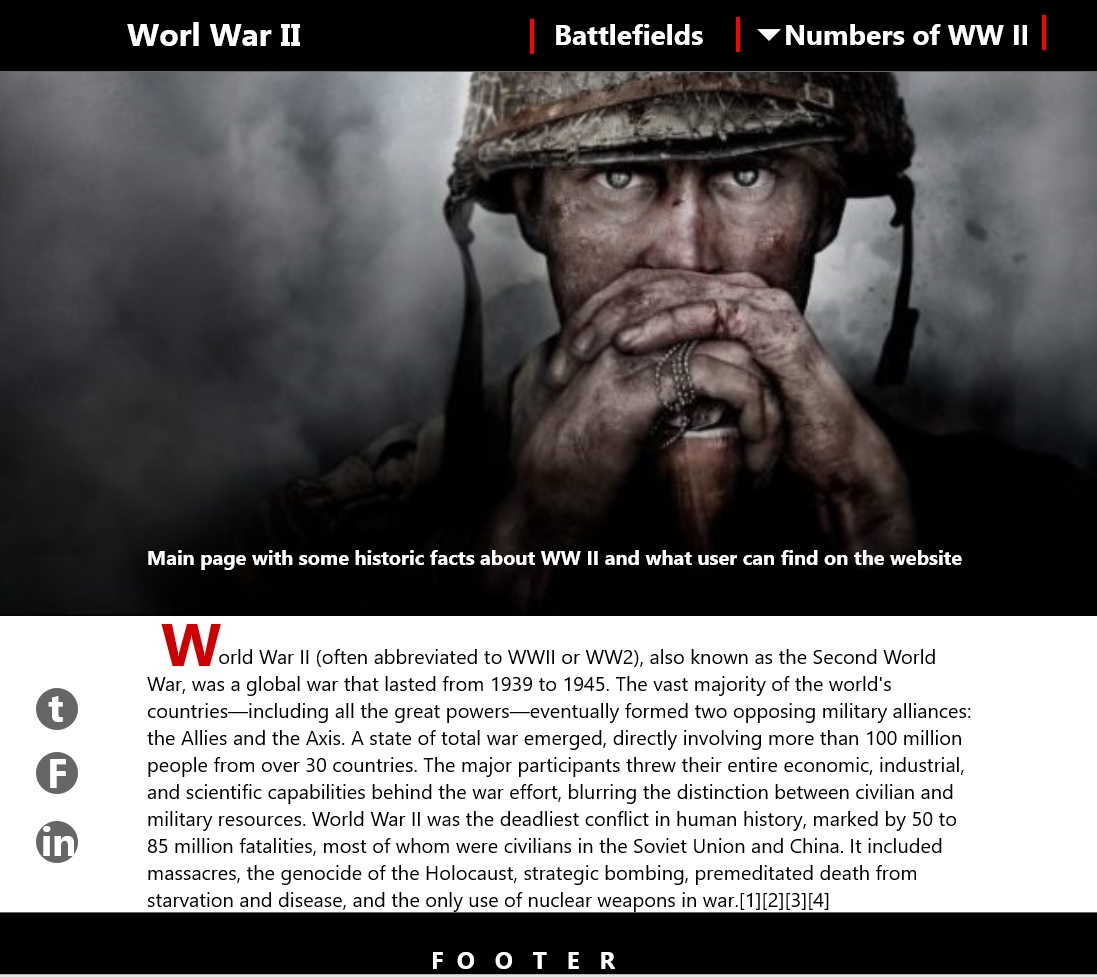 Worl War II
Battlefields
Numbers of WW II
Main page with some historic facts about WW II and what user can find on the website
World War II (often abbreviated to WWII or WW2), also known as the Second World
War, was a global war that lasted from 1939 to 1945. The vast majority of the world's
countries—including all the great powers—eventually formed two opposing military alliances:
the Allies and the Axis. A state of total war emerged, directly involving more than 100 million
people from over 30 countries. The major participants threw their entire economic, industrial,
and scientific capabilities behind the war effort, blurring the distinction between civilian and
military resources. World War II was the deadliest conflict in human history, marked by 50 to
85 million fatalities, most of whom were civilians in the Soviet Union and China. It included
massacres, the genocide of the Holocaust, strategic bombing, premeditated death from
starvation and disease, and the only use of nuclear weapons in war.[1][2][3][4]
t
F
in
F O O T E R